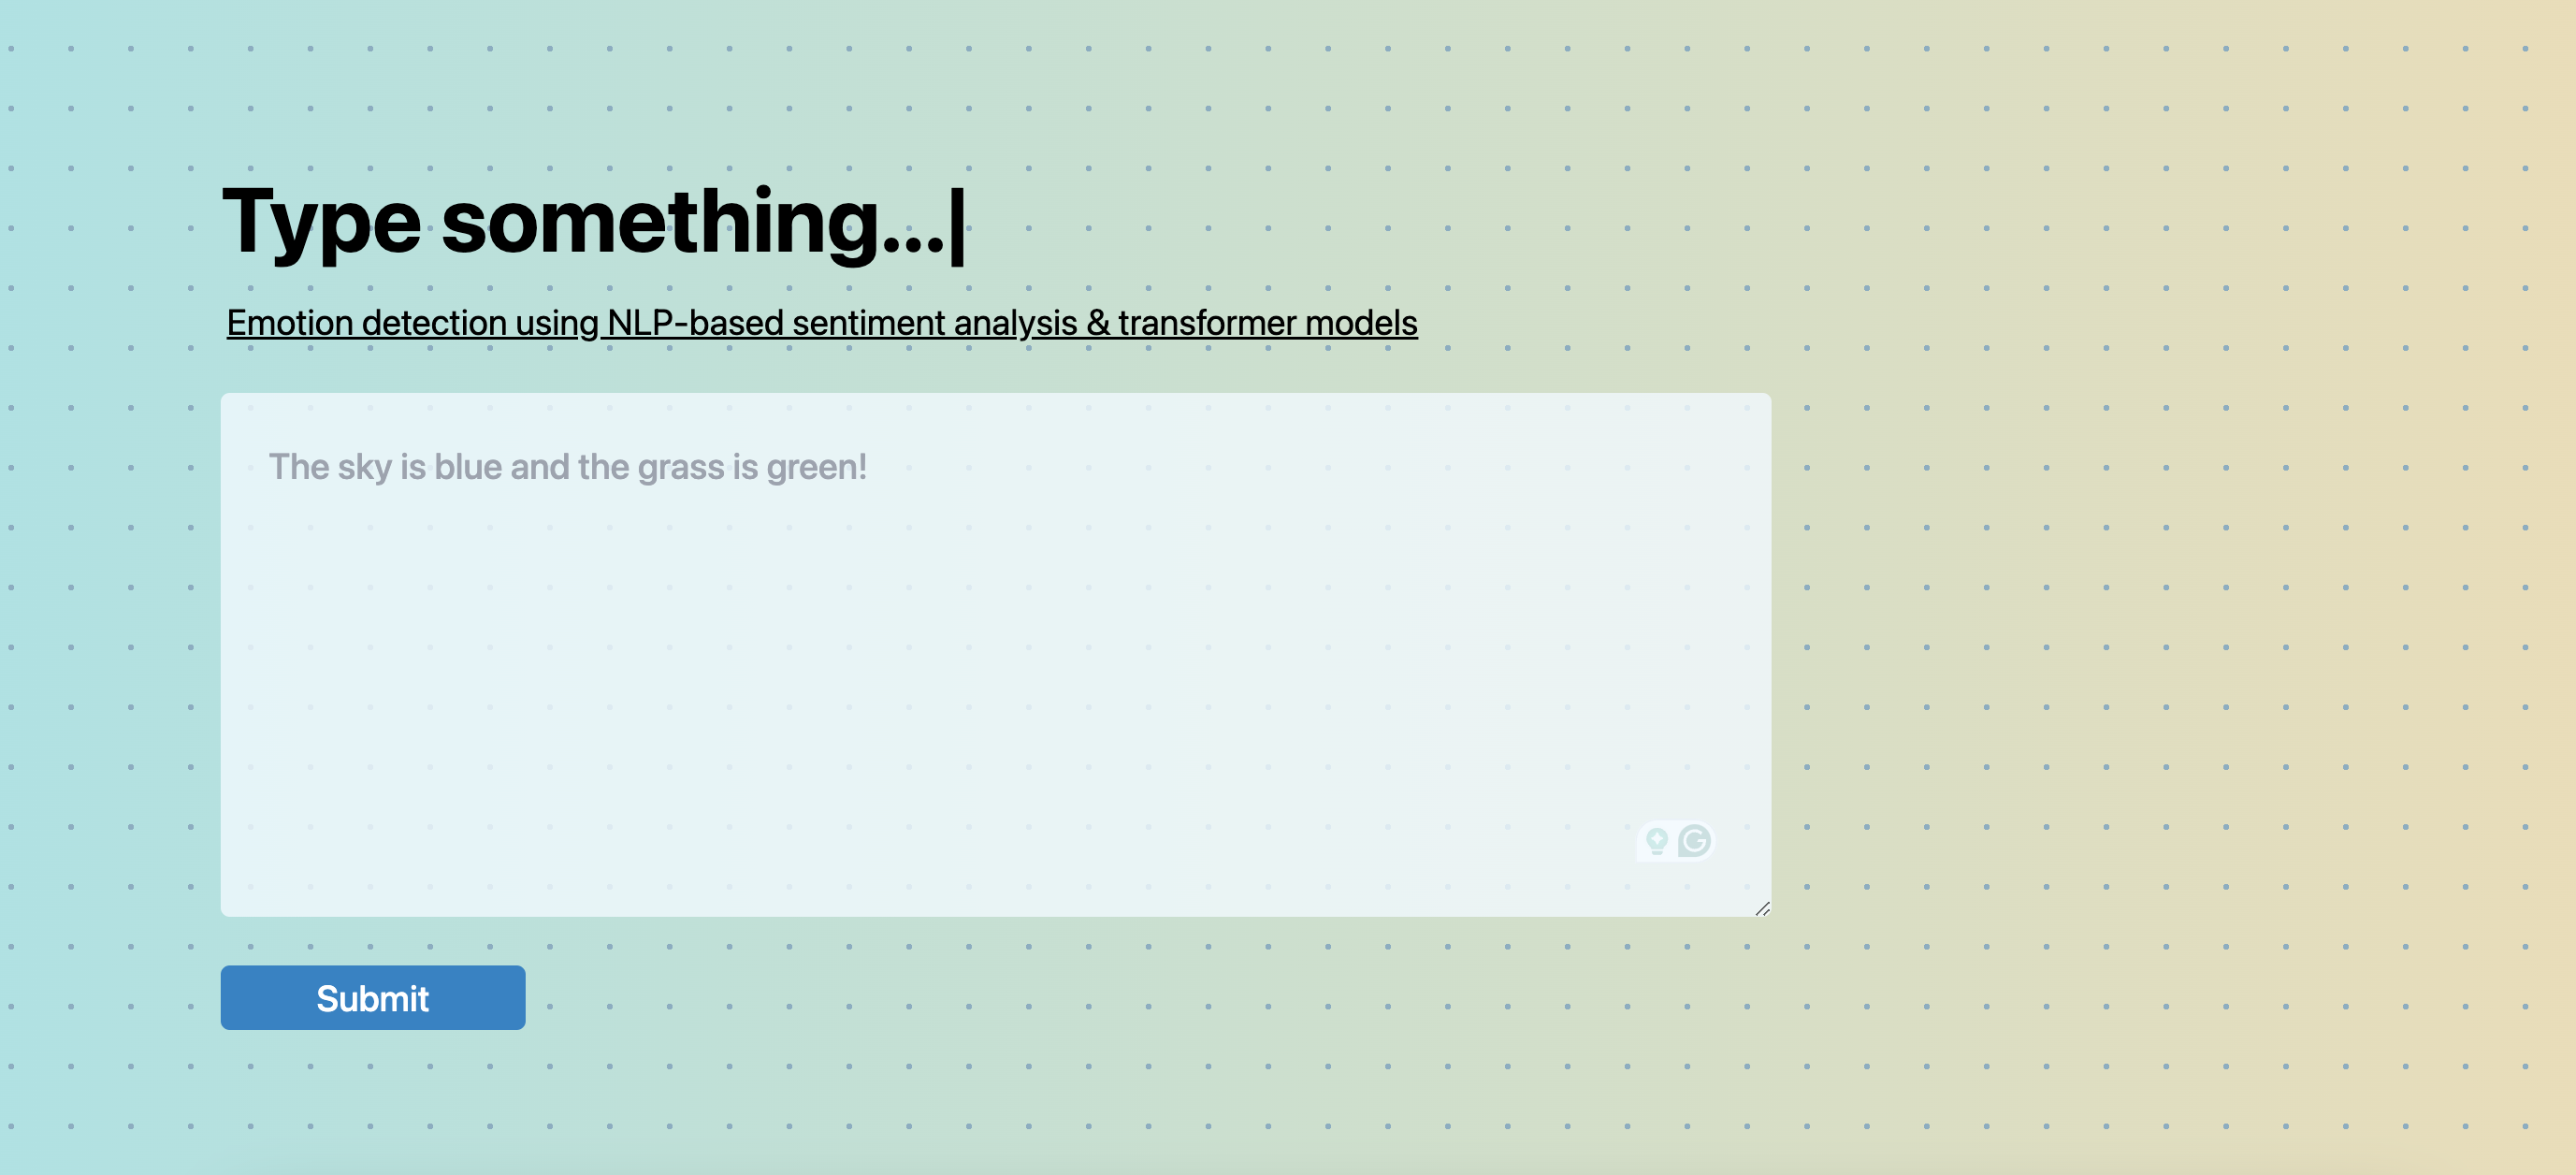 Type something...|
Emotion detection using NLP-based sentiment analysis & transformer models
The sky is blue and the grass is green!
Submit